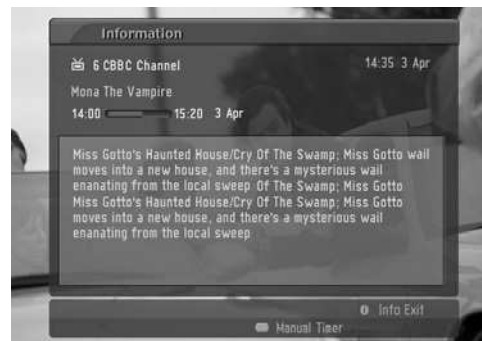 Information
6 CBBC Channel 14:35 3 Apr
Mona The Vampire
14:00 15:20 3 Apr
Miss Gotto's Haunted House/Cry Of The Swamp; Miss Gotto wail
moves into a new house, and there's a mysterious wail
enanating from the local sweep Of The Swamp; Miss Gotto
Miss Gotto's Haunted House/Cry Of The Swamp; Miss Gotto
moves into a new house, and there's a mysterious wail
enanating from the local sweep
Info Exit
Manual Timer